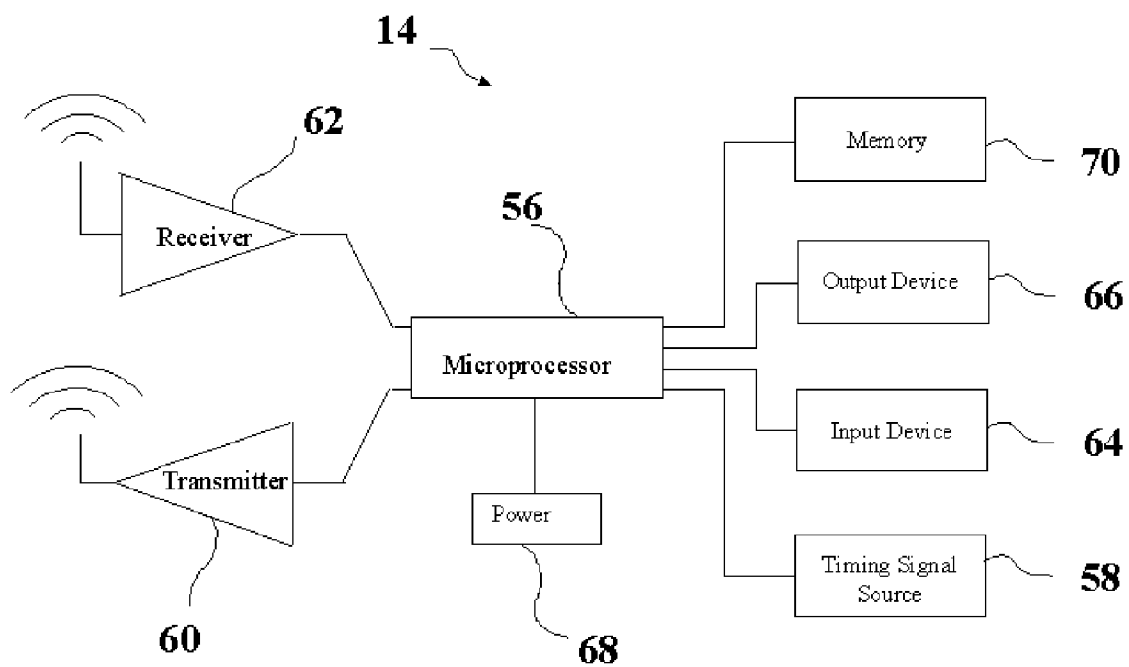 14
62
Receiver
56
Memory
70
Output Device
66
Microprocessor
Input Device
64
Transmitter
Power
Timing Signal
Source
58
60
68